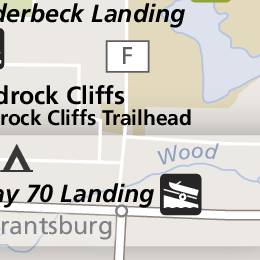 derbeck Landing
F
drock Cliffs
rock Cliffs Trailhead
Wood
ay 70 Landing
rantsburg